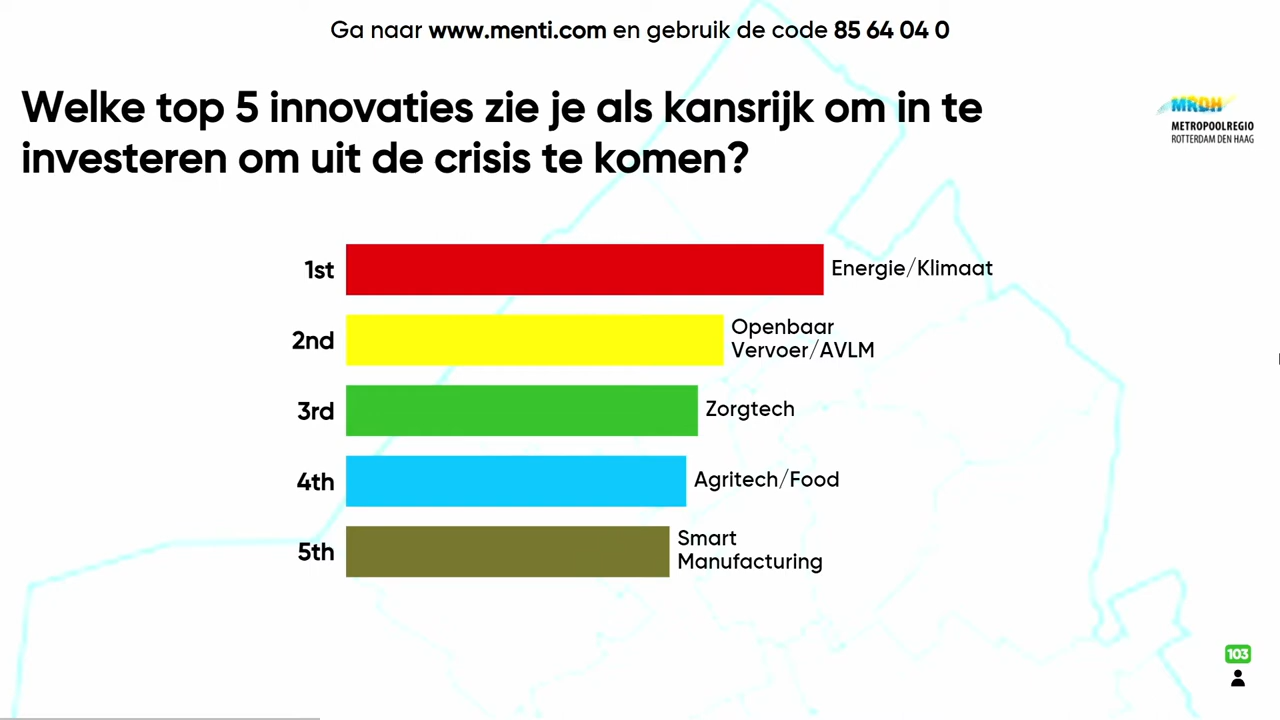 Ga naar www.menti.com en gebruik de code 85 64 04 0
Welke top 5 innovaties zie je als kansrijk om in te
investeren om uit de crisis te komen?
MRDH
METROPOOLREGIO
ROTTERDAM DEN HAAG
1st
Energie/Klimaat
2nd
Openbaar
Vervoer/AVLM
3rd
Zorgtech
4th
Agritech/Food
5th
Smart
Manufacturing
103